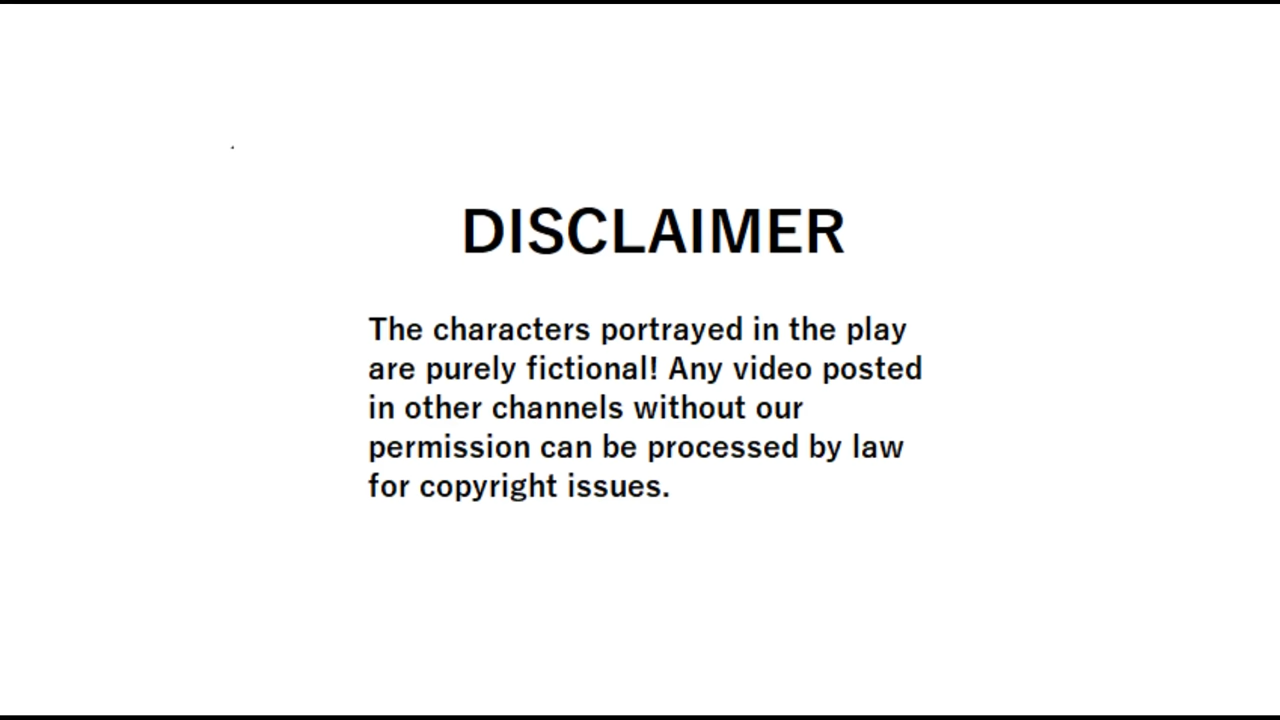 DISCLAIMER
The characters portrayed in the play
are purely fictional! Any video posted
in other channels without our
permission can be processed by law
for copyright issues.